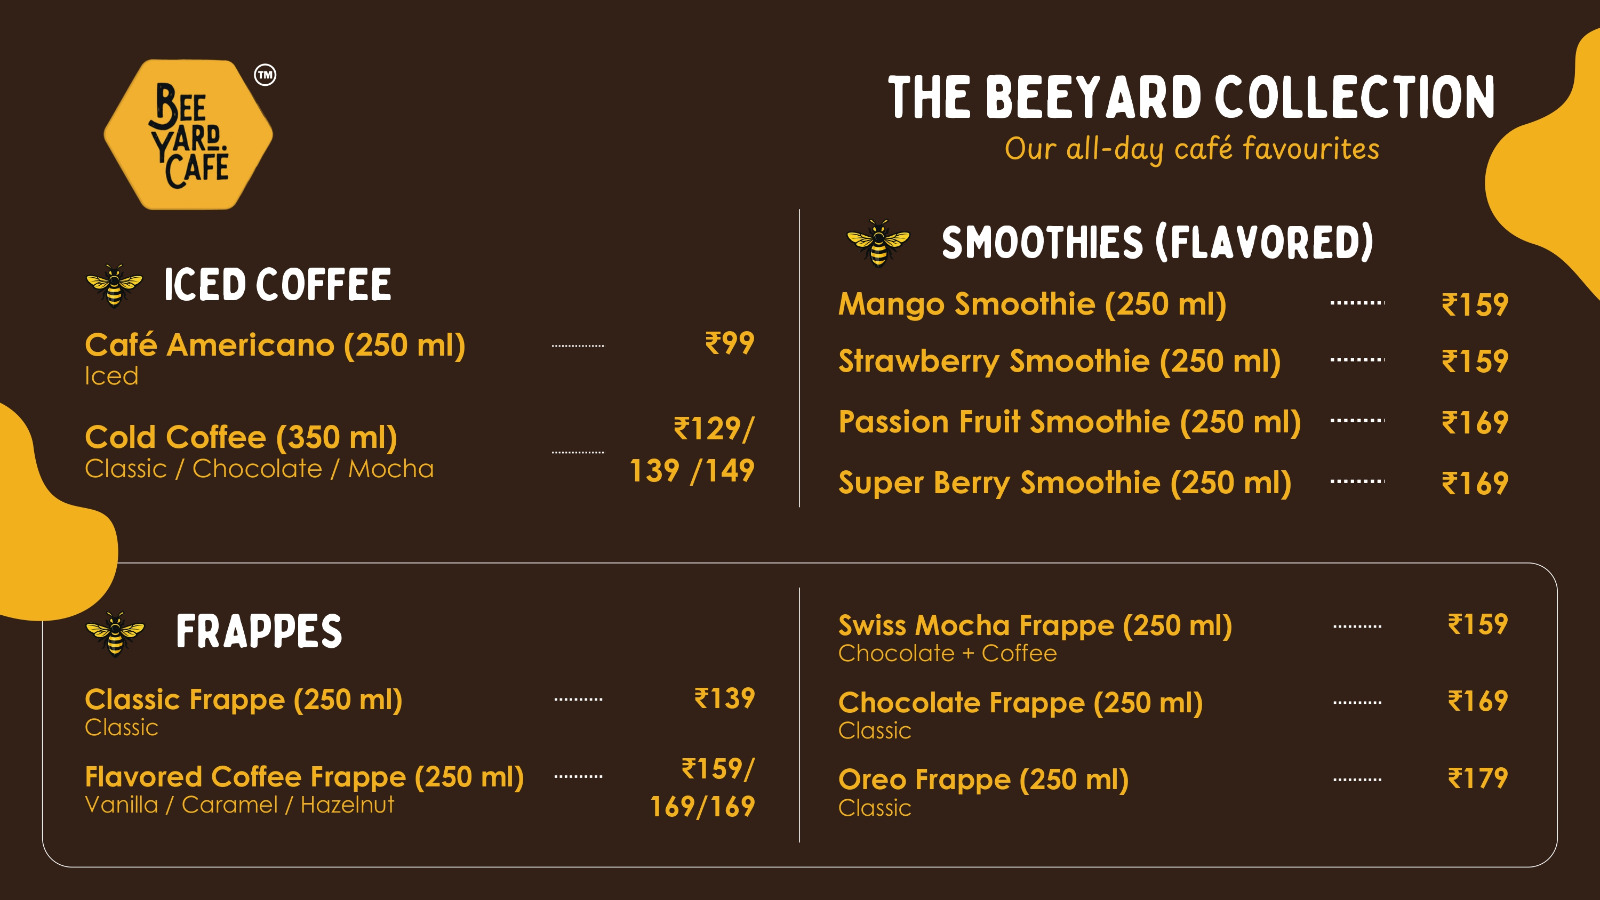 BEE
YARD.
CAFE
TM
THE BEEYARD COLLECTION
Our all-day café favourites
ICED COFFEE
Café Americano (250 ml) .......... ₹99
Iced
Cold Coffee (350 ml) .......... ₹129/
Classic / Chocolate / Mocha 139 /149
SMOOTHIES (FLAVORED)
Mango Smoothie (250 ml) .......... ₹159
Strawberry Smoothie (250 ml) .......... ₹159
Passion Fruit Smoothie (250 ml) .......... ₹169
Super Berry Smoothie (250 ml) .......... ₹169
FRAPPES
Classic Frappe (250 ml) .......... ₹139
Classic
Flavored Coffee Frappe (250 ml) .......... ₹159/
Vanilla / Caramel / Hazelnut 169/169
Swiss Mocha Frappe (250 ml) .......... ₹159
Chocolate + Coffee
Chocolate Frappe (250 ml) .......... ₹169
Classic
Oreo Frappe (250 ml) .......... ₹179
Classic